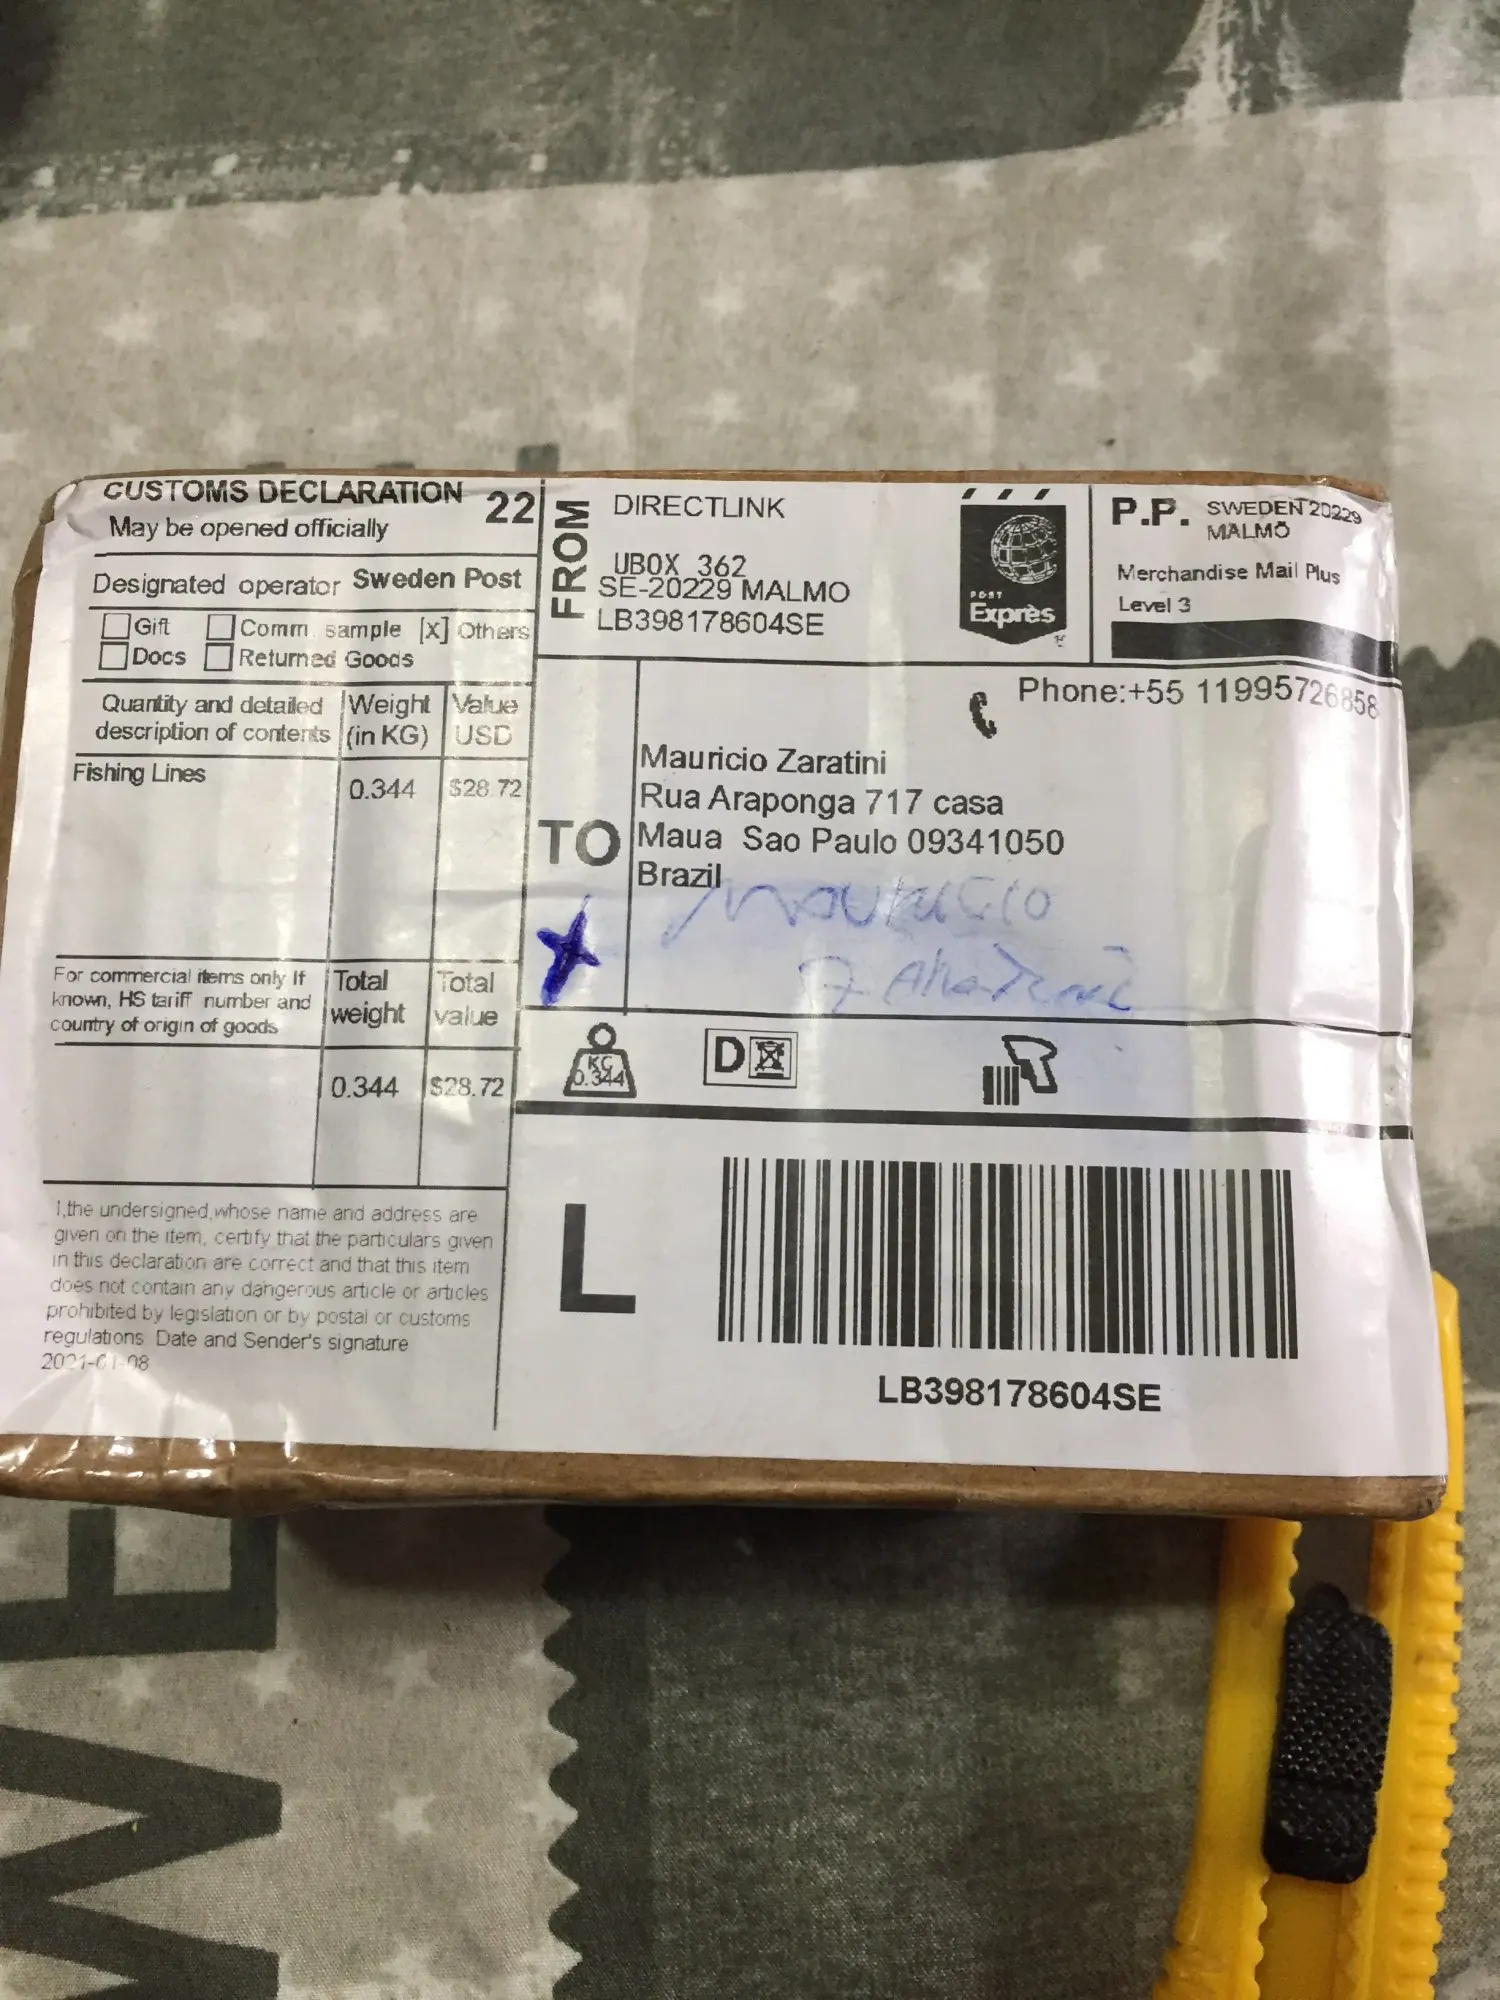 CUSTOMS DECLARATION 22
May be opened officially
Designated operator Sweden Post
Gift Comm. sample [x] Others
Docs Returned Goods
Quantity and detailed description of contents Weight (in KG) Value USD
Fishing Lines 0.344 $28.72
For commercial items only If known, HS tariff number and country of origin of goods Total weight Total value
0.344 $28.72
I,the undersigned,whose name and address are
given on the item, certify that the particulars given
in this declaration are correct and that this item
does not contain any dangerous article or articles
prohibited by legislation or by postal or customs
regulations Date and Sender's signature
2021-01-08
FROM
DIRECTLINK
UBOX 362
SE-20229 MALMO
LB398178604SE
POST
Exprès
P.P. SWEDEN 20229
MALMÖ
Merchandise Mail Plus
Level 3
Phone:+55 11995726858
TO
Mauricio Zaratini
Rua Araponga 717 casa
Maua Sao Paulo 09341050
Brazil
Mauricio
KG
0.344
D
L
LB398178604SE